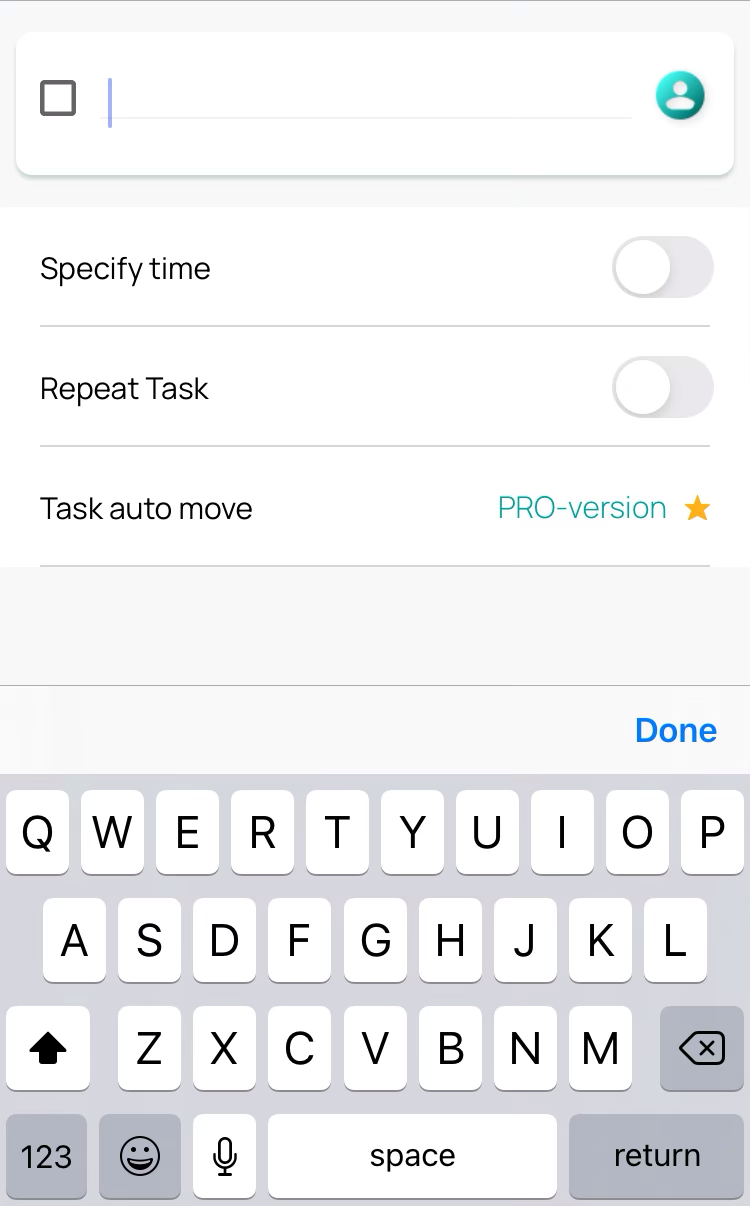 Specify time
Repeat Task
Task auto move PRO-version
Done
Q W E R T Y U I O P
A S D F G H J K L
Z X C V B N M
123 space return